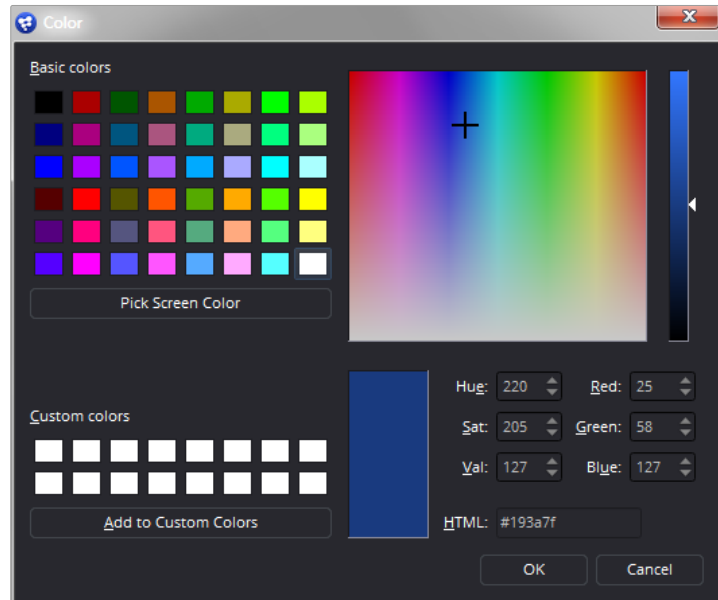 Color
Basic colors
Pick Screen Color
Custom colors
Add to Custom Colors
Hue: 220 Red: 25
Sat: 205 Green: 58
Val: 127 Blue: 127
HTML: #193a7f
OK Cancel